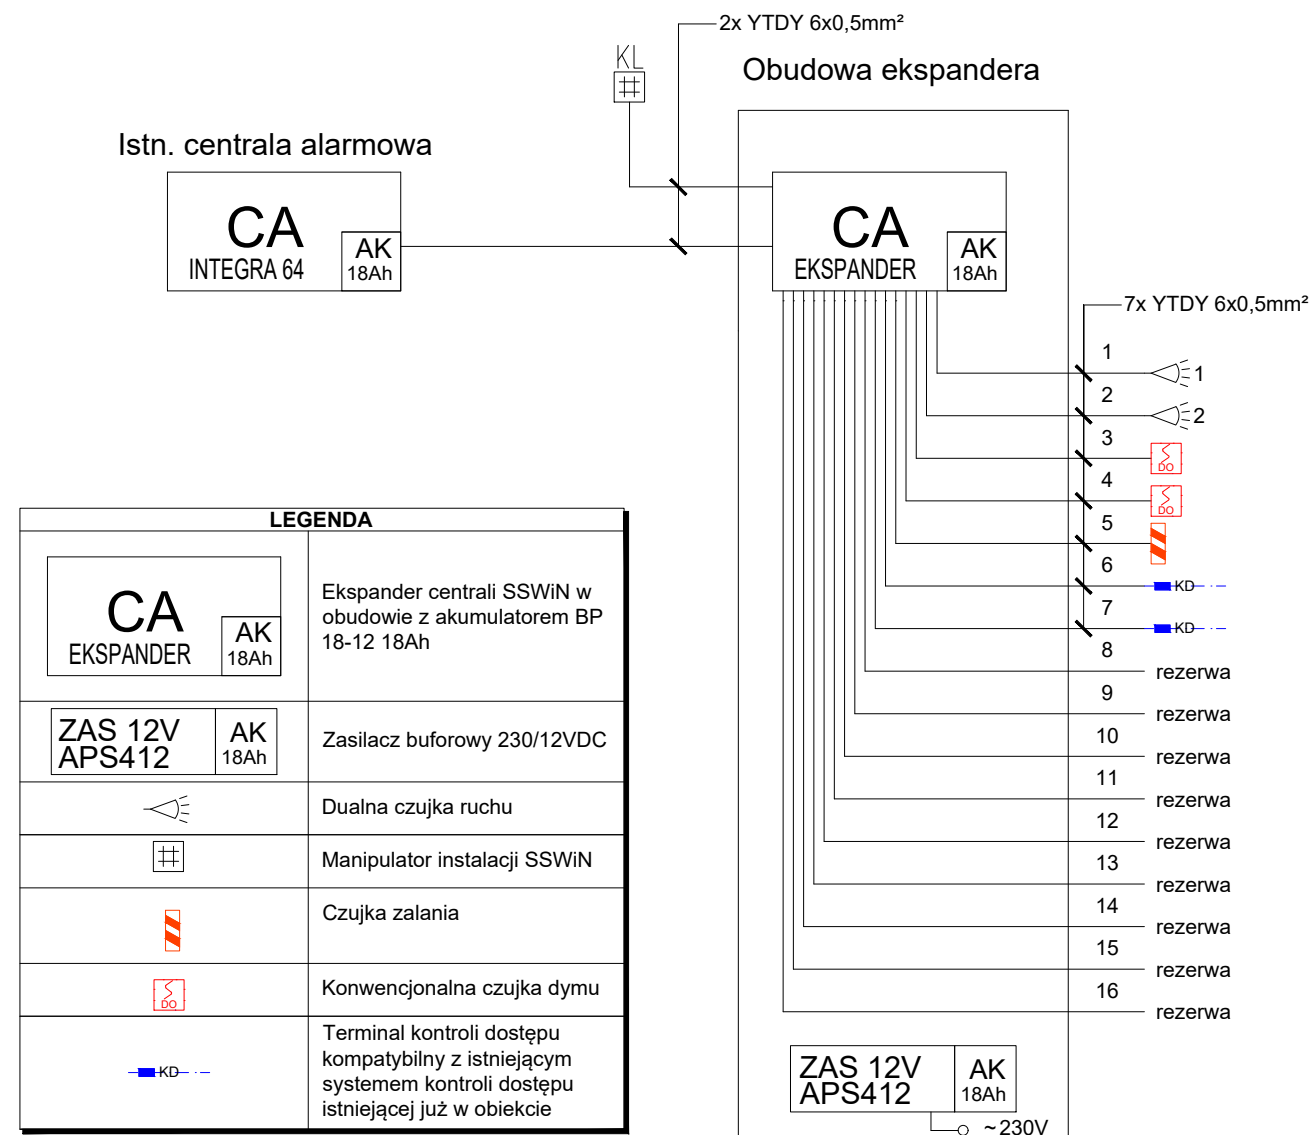 2x YTDY 6x0,5mm²
KL
Obudowa ekspandera
Istn. centrala alarmowa
CA
INTEGRA 64
AK
18Ah
CA
EKSPANDER
AK
18Ah
7x YTDY 6x0,5mm²
1
1
2
2
3
DO
4
DO
5
6
KD
7
KD
8
rezerwa
9
rezerwa
10
rezerwa
11
rezerwa
12
rezerwa
13
rezerwa
14
rezerwa
15
rezerwa
16
rezerwa
ZAS 12V
APS412
AK
18Ah
~230V
LEGENDA
CA
EKSPANDER
AK
18Ah
Ekspander centrali SSWiN w
obudowie z akumulatorem BP
18-12 18Ah
ZAS 12V
APS412
AK
18Ah
Zasilacz buforowy 230/12VDC
Dualna czujka ruchu
Manipulator instalacji SSWiN
Czujka zalania
DO
Konwencjonalna czujka dymu
KD
Terminal kontroli dostępu
kompatybilny z istniejącym
systemem kontroli dostępu
istniejącej już w obiekcie